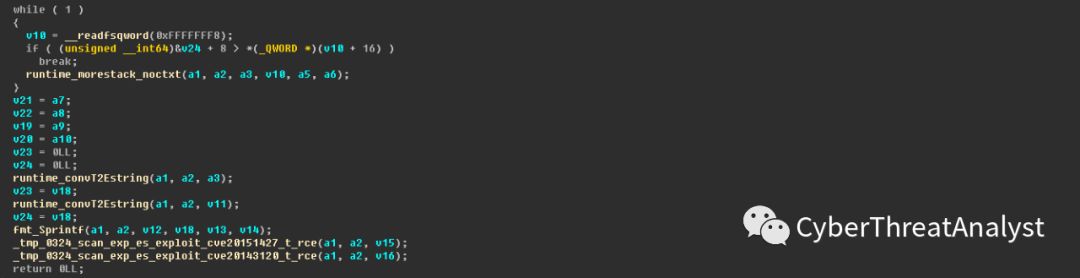 while ( 1 )
{
v10 = __readfsqword(0xFFFFFFF8);
if ( (unsigned __int64)&v24 + 8 > *(_QWORD *)(v10 + 16) )
break;
runtime_morestack_noctxt(a1, a2, a3, v10, a5, a6);
}
v21 = a7;
v22 = a8;
v19 = a9;
v20 = a10;
v23 = 0LL;
v24 = 0LL;
runtime_convT2Estring(a1, a2, a3);
v23 = v18;
runtime_convT2Estring(a1, a2, v11);
v24 = v18;
fmt_Sprintf(a1, a2, v12, v18, v13, v14);
_tmp_0324_scan_exp_es_exploit_cve20151427_t_rce(a1, a2, v15);
_tmp_0324_scan_exp_es_exploit_cve20143120_t_rce(a1, a2, v16);
return 0LL;
CyberThreatAnalyst